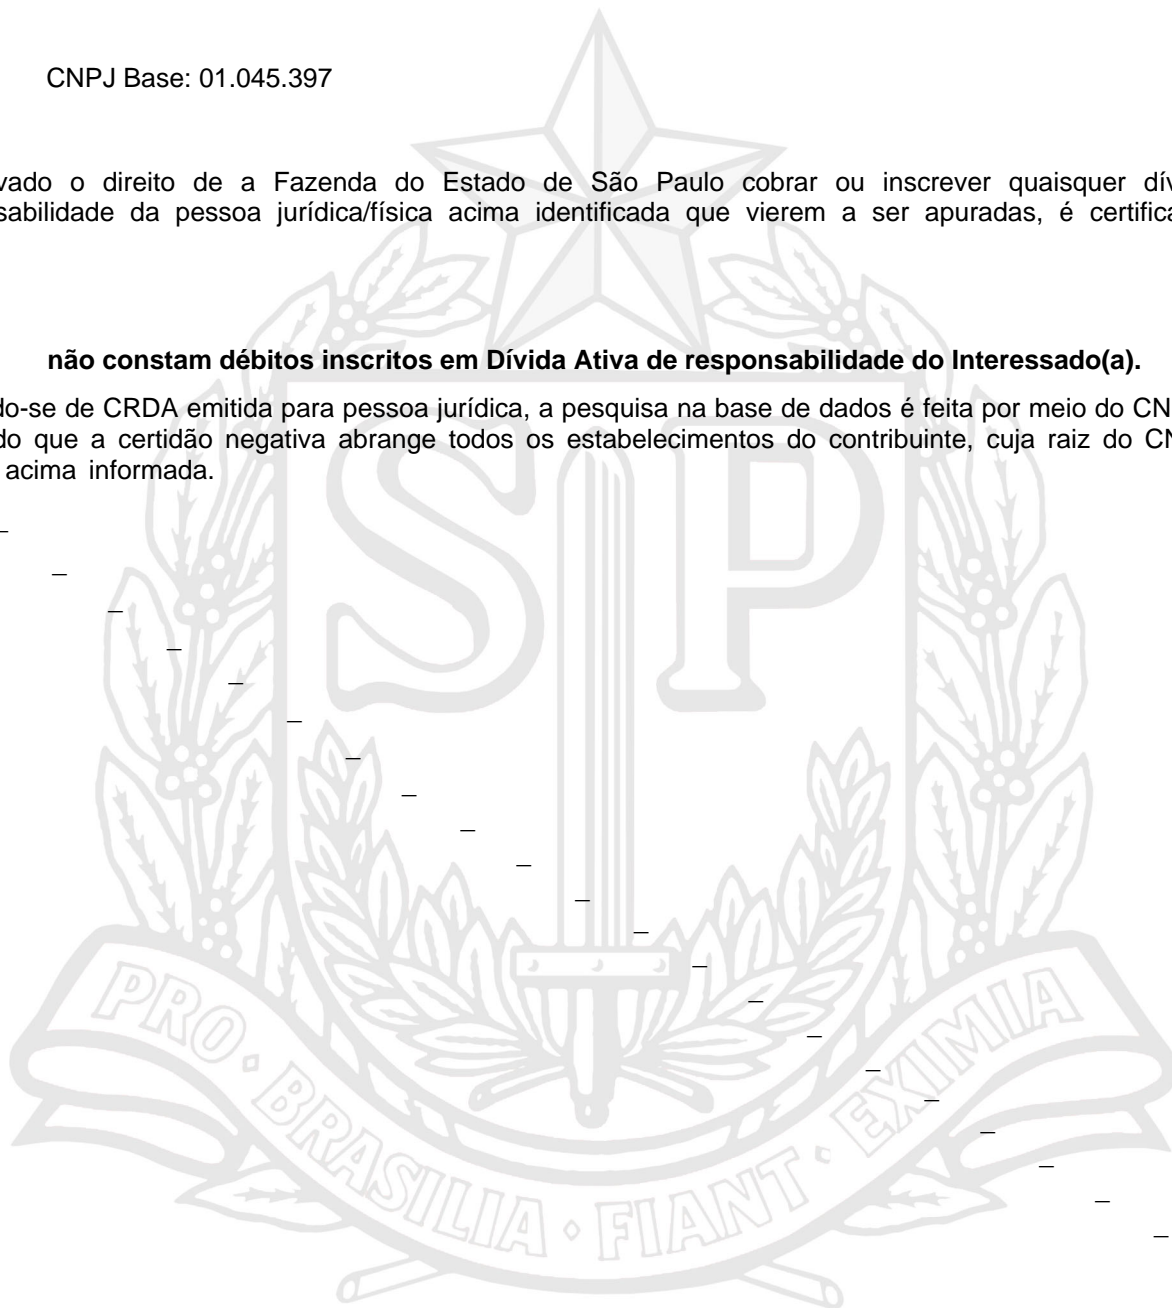 CNPJ Base: 01.045.397
vado o direito de a Fazenda do Estado de São Paulo cobrar ou inscrever quaisquer dív
sabilidade da pessoa jurídica/física acima identificada que vierem a ser apuradas, é certifica
não constam débitos inscritos em Dívida Ativa de responsabilidade do Interessado(a).
do-se de CRDA emitida para pessoa jurídica, a pesquisa na base de dados é feita por meio do CN
do que a certidão negativa abrange todos os estabelecimentos do contribuinte, cuja raiz do CN
acima informada.
SP
PRO • BRASILIA • FIANT • EXIMIA